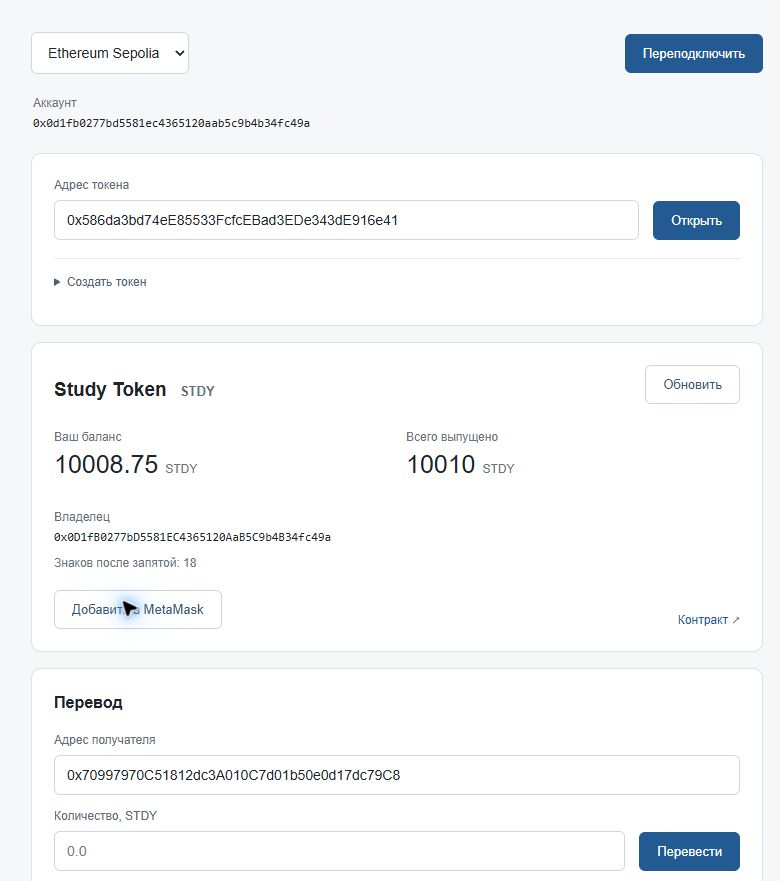 Ethereum Sepolia
Переподключить
Аккаунт
0x0d1fb0277bd5581ec4365120aab5c9b4b34fc49a
Адрес токена
0x586da3bd74eE85533FcfcEBad3EDe343dE916e41
Открыть
Создать токен
Study Token STDY
Обновить
Ваш баланс
Всего выпущено
10008.75 STDY
10010 STDY
Владелец
0x0D1fB0277bD5581EC4365120AaB5C9b4B34fc49a
Знаков после запятой: 18
Добавить в MetaMask
Контракт ↗
Перевод
Адрес получателя
0x70997970C51812dc3A010C7d01b50e0d17dc79C8
Количество, STDY
0.0
Перевести